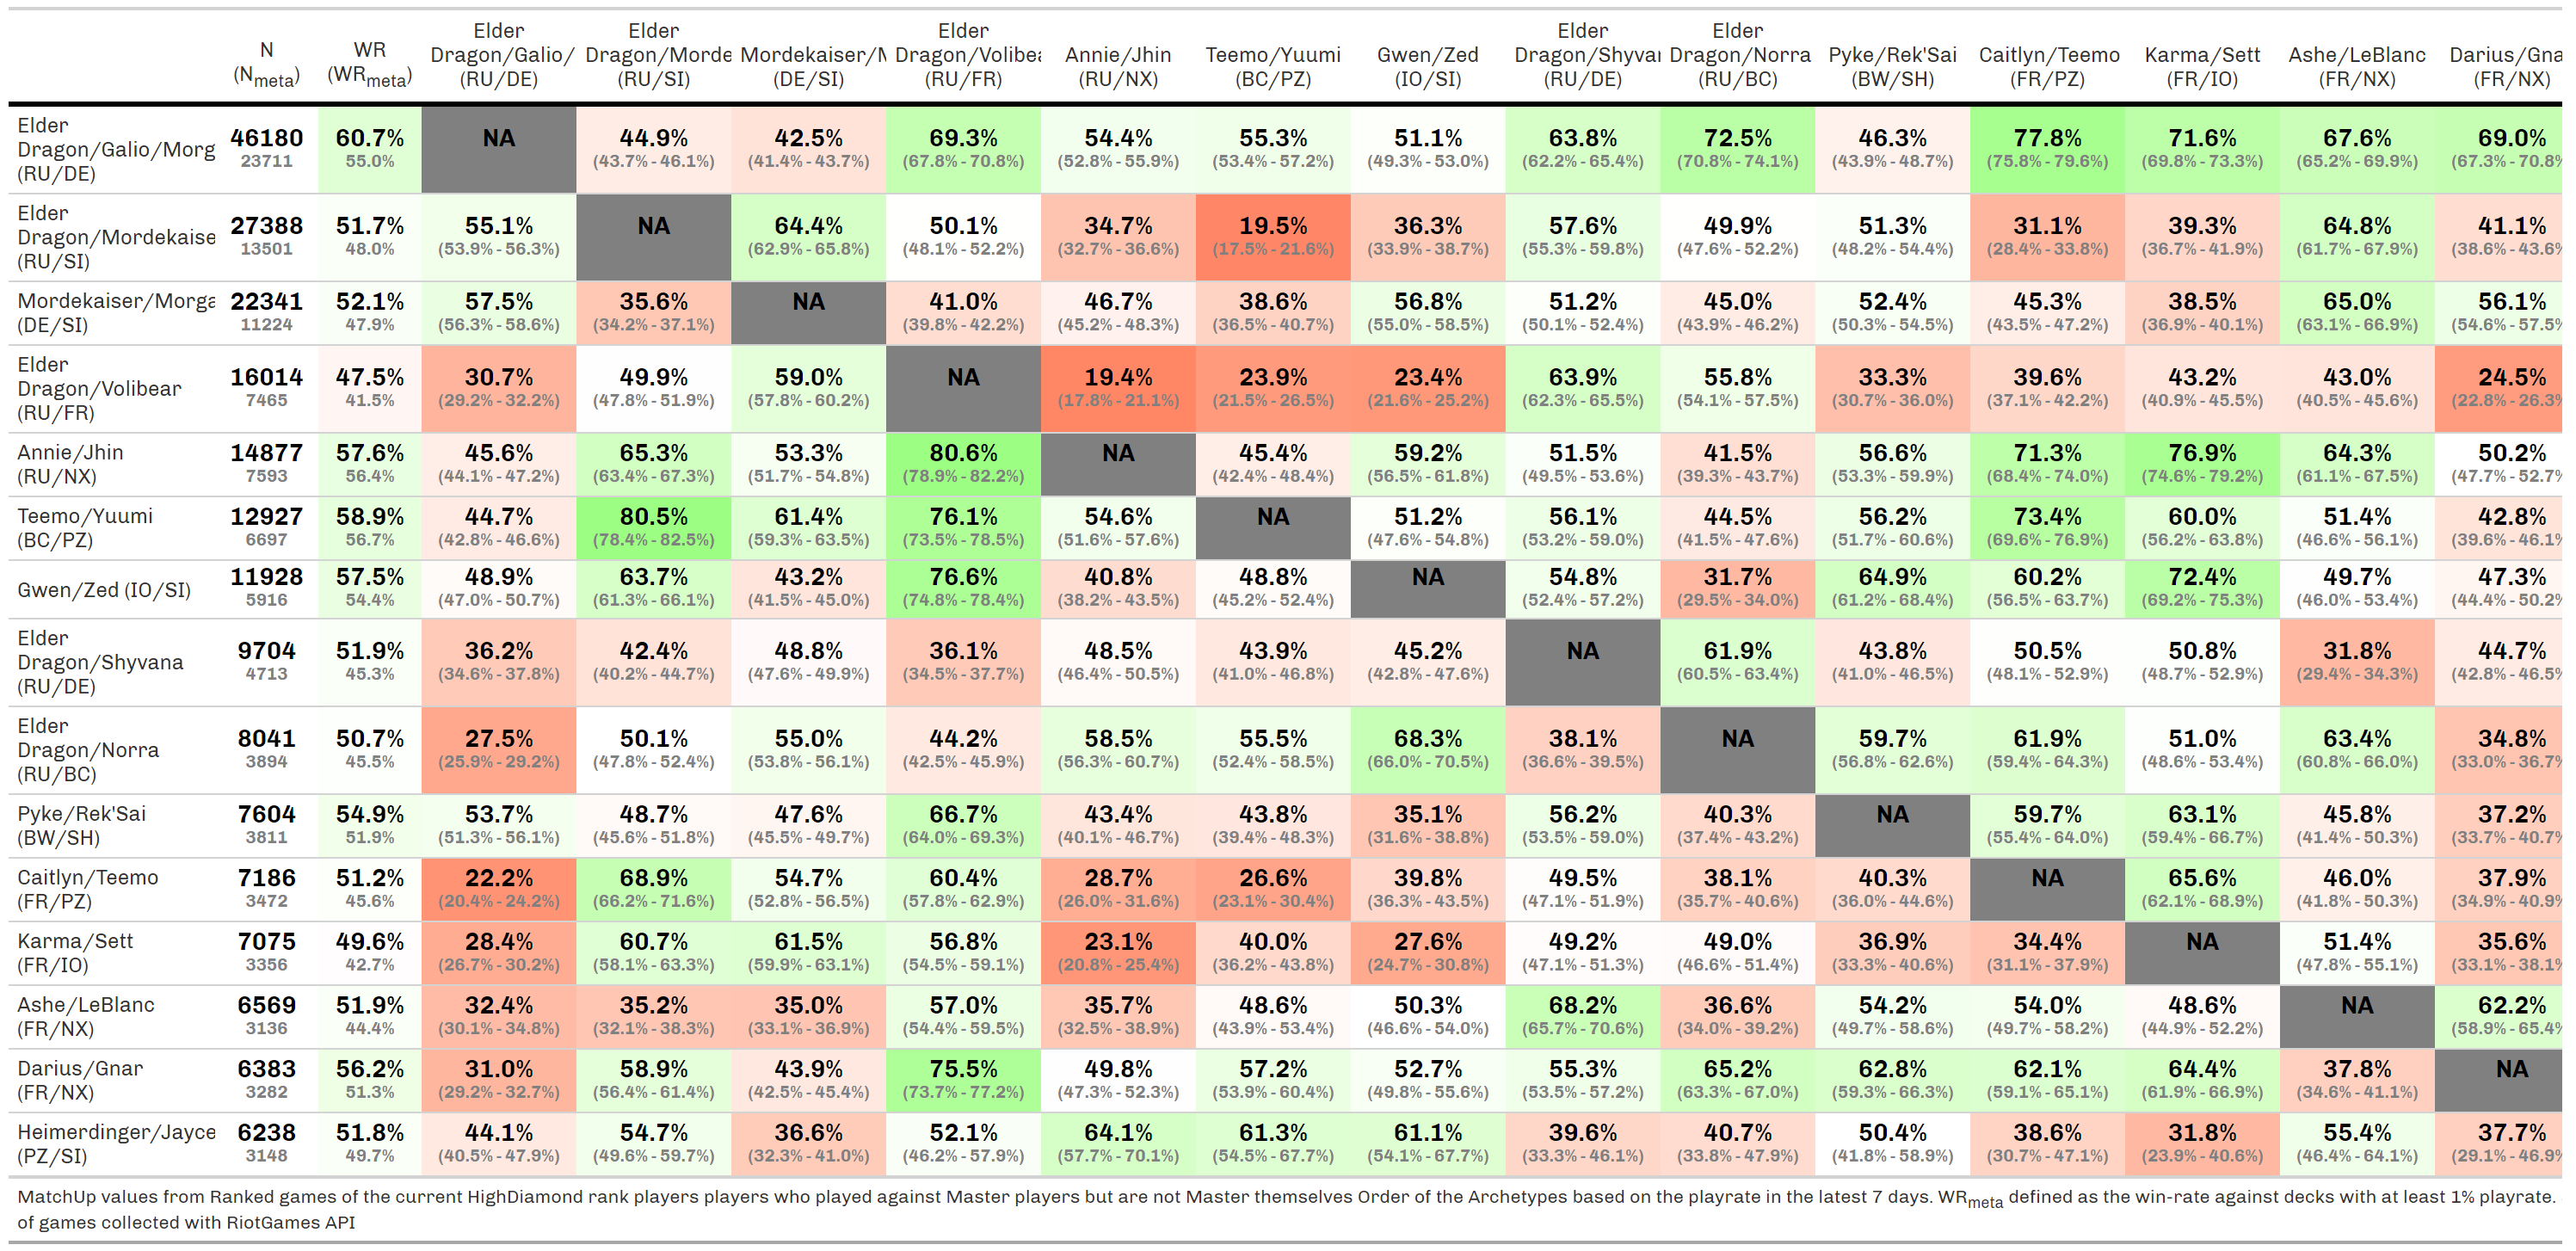 Elder Elder Elder Elder Elder
N WR Dragon/Galio/ Dragon/Morde Mordekaiser/M Dragon/Volibea Annie/Jhin Teemo/Yuumi Gwen/Zed Dragon/Shyvar Dragon/Norra Pyke/Rek'Sai Caitlyn/Teemo Karma/Sett Ashe/LeBlanc Darius/Gna
(Nmeta) (WRmeta) (RU/DE) (RU/SI) (DE/SI) (RU/FR) (RU/NX) (BC/PZ) (IO/SI) (RU/DE) (RU/BC) (BW/SH) (FR/PZ) (FR/IO) (FR/NX) (FR/NX)
Elder
Dragon/Galio/Morg
(RU/DE)
46180 60.7% NA 44.9% 42.5% 69.3% 54.4% 55.3% 51.1% 63.8% 72.5% 46.3% 77.8% 71.6% 67.6% 69.0%
23711 55.0% (43.7% - 46.1%) (41.4% - 43.7%) (67.8% - 70.8%) (52.8% - 55.9%) (53.4% - 57.2%) (49.3% - 53.0%) (62.2% - 65.4%) (70.8% - 74.1%) (43.9% - 48.7%) (75.8% - 79.6%) (69.8% - 73.3%) (65.2% - 69.9%) (67.3% - 70.8%
Elder
Dragon/Mordekaise
(RU/SI)
27388 51.7% 55.1% NA 64.4% 50.1% 34.7% 19.5% 36.3% 57.6% 49.9% 51.3% 31.1% 39.3% 64.8% 41.1%
13501 48.0% (53.9% - 56.3%) (62.9% - 65.8%) (48.1% - 52.2%) (32.7% - 36.6%) (17.5% - 21.6%) (33.9% - 38.7%) (55.3% - 59.8%) (47.6% - 52.2%) (48.2% - 54.4%) (28.4% - 33.8%) (36.7% - 41.9%) (61.7% - 67.9%) (38.6% - 43.6%
Mordekaiser/Morga
(DE/SI)
22341 52.1% 57.5% 35.6% NA 41.0% 46.7% 38.6% 56.8% 51.2% 45.0% 52.4% 45.3% 38.5% 65.0% 56.1%
11224 47.9% (56.3% - 58.6%) (34.2% - 37.1%) (39.8% - 42.2%) (45.2% - 48.3%) (36.5% - 40.7%) (55.0% - 58.5%) (50.1% - 52.4%) (43.9% - 46.2%) (50.3% - 54.5%) (43.5% - 47.2%) (36.9% - 40.1%) (63.1% - 66.9%) (54.6% - 57.5%
Elder
Dragon/Volibear
(RU/FR)
16014 47.5% 30.7% 49.9% 59.0% NA 19.4% 23.9% 23.4% 63.9% 55.8% 33.3% 39.6% 43.2% 43.0% 24.5%
7465 41.5% (29.2% - 32.2%) (47.8% - 51.9%) (57.8% - 60.2%) (17.8% - 21.1%) (21.5% - 26.5%) (21.6% - 25.2%) (62.3% - 65.5%) (54.1% - 57.5%) (30.7% - 36.0%) (37.1% - 42.2%) (40.9% - 45.5%) (40.5% - 45.6%) (22.8% - 26.3%
Annie/Jhin
(RU/NX)
14877 57.6% 45.6% 65.3% 53.3% 80.6% NA 45.4% 59.2% 51.5% 41.5% 56.6% 71.3% 76.9% 64.3% 50.2%
7593 56.4% (44.1% - 47.2%) (63.4% - 67.3%) (51.7% - 54.8%) (78.9% - 82.2%) (42.4% - 48.4%) (56.5% - 61.8%) (49.5% - 53.6%) (39.3% - 43.7%) (53.3% - 59.9%) (68.4% - 74.0%) (74.6% - 79.2%) (61.1% - 67.5%) (47.7% - 52.7%
Teemo/Yuumi
(BC/PZ)
12927 58.9% 44.7% 80.5% 61.4% 76.1% 54.6% NA 51.2% 56.1% 44.5% 56.2% 73.4% 60.0% 51.4% 42.8%
6697 56.7% (42.8% - 46.6%) (78.4% - 82.5%) (59.3% - 63.5%) (73.5% - 78.5%) (51.6% - 57.6%) (47.6% - 54.8%) (53.2% - 59.0%) (41.5% - 47.6%) (51.7% - 60.6%) (69.6% - 76.9%) (56.2% - 63.8%) (46.6% - 56.1%) (39.6% - 46.1%
Gwen/Zed (IO/SI)
11928 57.5% 48.9% 63.7% 43.2% 76.6% 40.8% 48.8% NA 54.8% 31.7% 64.9% 60.2% 72.4% 49.7% 47.3%
5916 54.4% (47.0% - 50.7%) (61.3% - 66.1%) (41.5% - 45.0%) (74.8% - 78.4%) (38.2% - 43.5%) (45.2% - 52.4%) (52.4% - 57.2%) (29.5% - 34.0%) (61.2% - 68.4%) (56.5% - 63.7%) (69.2% - 75.3%) (46.0% - 53.4%) (44.4% - 50.2%
Elder
Dragon/Shyvana
(RU/DE)
9704 51.9% 36.2% 42.4% 48.8% 36.1% 48.5% 43.9% 45.2% NA 61.9% 43.8% 50.5% 50.8% 31.8% 44.7%
4713 45.3% (34.6% - 37.8%) (40.2% - 44.7%) (47.6% - 49.9%) (34.5% - 37.7%) (46.4% - 50.5%) (41.0% - 46.8%) (42.8% - 47.6%) (60.5% - 63.4%) (41.0% - 46.5%) (48.1% - 52.9%) (48.7% - 52.9%) (29.4% - 34.3%) (42.8% - 46.5%
Elder
Dragon/Norra
(RU/BC)
8041 50.7% 27.5% 50.1% 55.0% 44.2% 58.5% 55.5% 68.3% 38.1% NA 59.7% 61.9% 51.0% 63.4% 34.8%
3894 45.5% (25.9% - 29.2%) (47.8% - 52.4%) (53.8% - 56.1%) (42.5% - 45.9%) (56.3% - 60.7%) (52.4% - 58.5%) (66.0% - 70.5%) (36.6% - 39.5%) (56.8% - 62.6%) (59.4% - 64.3%) (48.6% - 53.4%) (60.8% - 66.0%) (33.0% - 36.7%
Pyke/Rek'Sai
(BW/SH)
7604 54.9% 53.7% 48.7% 47.6% 66.7% 43.4% 43.8% 35.1% 56.2% 40.3% NA 59.7% 63.1% 45.8% 37.2%
3811 51.9% (51.3% - 56.1%) (45.6% - 51.8%) (45.5% - 49.7%) (64.0% - 69.3%) (40.1% - 46.7%) (39.4% - 48.3%) (31.6% - 38.8%) (53.5% - 59.0%) (37.4% - 43.2%) (55.4% - 64.0%) (59.4% - 66.7%) (41.4% - 50.3%) (33.7% - 40.7%
Caitlyn/Teemo
(FR/PZ)
7186 51.2% 22.2% 68.9% 54.7% 60.4% 28.7% 26.6% 39.8% 49.5% 38.1% 40.3% NA 65.6% 46.0% 37.9%
3472 45.6% (20.4% - 24.2%) (66.2% - 71.6%) (52.8% - 56.5%) (57.8% - 62.9%) (26.0% - 31.6%) (23.1% - 30.4%) (36.3% - 43.5%) (47.1% - 51.9%) (35.7% - 40.6%) (36.0% - 44.6%) (62.1% - 68.9%) (41.8% - 50.3%) (34.9% - 40.9%
Karma/Sett
(FR/IO)
7075 49.6% 28.4% 60.7% 61.5% 56.8% 23.1% 40.0% 27.6% 49.2% 49.0% 36.9% 34.4% NA 51.4% 35.6%
3356 42.7% (26.7% - 30.2%) (58.1% - 63.3%) (59.9% - 63.1%) (54.5% - 59.1%) (20.8% - 25.4%) (36.2% - 43.8%) (24.7% - 30.8%) (47.1% - 51.3%) (46.6% - 51.4%) (33.3% - 40.6%) (31.1% - 37.9%) (47.8% - 55.1%) (33.1% - 38.1%
Ashe/LeBlanc
(FR/NX)
6569 51.9% 32.4% 35.2% 35.0% 57.0% 35.7% 48.6% 50.3% 68.2% 36.6% 54.2% 54.0% 48.6% NA 62.2%
3136 44.4% (30.1% - 34.8%) (32.1% - 38.3%) (33.1% - 36.9%) (54.4% - 59.5%) (32.5% - 38.9%) (43.9% - 53.4%) (46.6% - 54.0%) (65.7% - 70.6%) (34.0% - 39.2%) (49.7% - 58.6%) (49.7% - 58.2%) (44.9% - 52.2%) (58.9% - 65.4%
Darius/Gnar
(FR/NX)
6383 56.2% 31.0% 58.9% 43.9% 75.5% 49.8% 57.2% 52.7% 55.3% 65.2% 62.8% 62.1% 64.4% 37.8% NA
3282 51.3% (29.2% - 32.7%) (56.4% - 61.4%) (42.5% - 45.4%) (73.7% - 77.2%) (47.3% - 52.3%) (53.9% - 60.4%) (49.8% - 55.6%) (53.5% - 57.2%) (63.3% - 67.0%) (59.3% - 66.3%) (59.1% - 65.1%) (61.9% - 66.9%) (34.6% - 41.1%)
Heimerdinger/Jayce
(PZ/SI)
6238 51.8% 44.1% 54.7% 36.6% 52.1% 64.1% 61.3% 61.1% 39.6% 40.7% 50.4% 38.6% 31.8% 55.4% 37.7%
3148 49.7% (40.5% - 47.9%) (49.6% - 59.7%) (32.3% - 41.0%) (46.2% - 57.9%) (57.7% - 70.1%) (54.5% - 67.7%) (54.1% - 67.7%) (33.3% - 46.1%) (33.8% - 47.9%) (41.8% - 58.9%) (30.7% - 47.1%) (23.9% - 40.6%) (46.4% - 64.1%) (29.1% - 46.9%
MatchUp values from Ranked games of the current HighDiamond rank players players who played against Master players but are not Master themselves Order of the Archetypes based on the playrate in the latest 7 days. WRmeta defined as the win-rate against decks with at least 1% playrate.
of games collected with RiotGames API